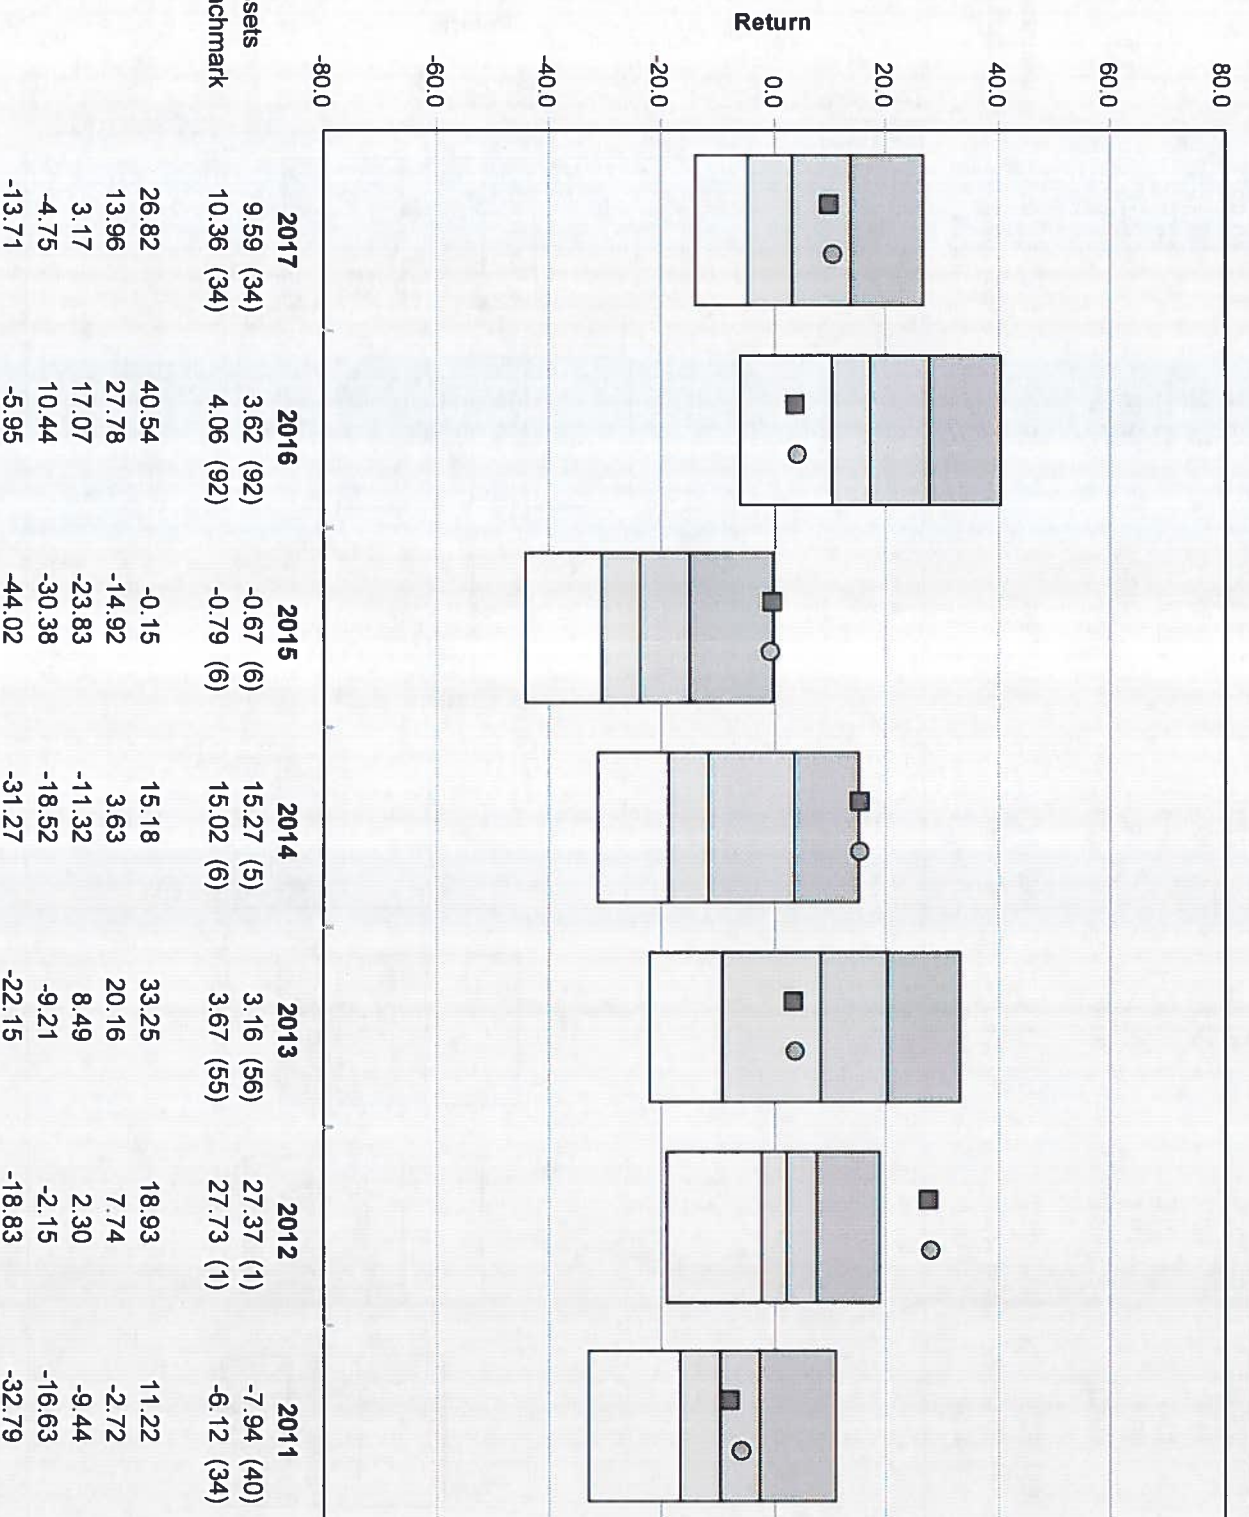 Return
80.0
60.0
40.0
20.0
0.0
-20.0
-40.0
-60.0
-80.0
2017 2016 2015 2014 2013 2012 2011
sets 9.59 (34) 3.62 (92) -0.67 (6) 15.27 (5) 3.16 (56) 27.37 (1) -7.94 (40)
chmark 10.36 (34) 4.06 (92) -0.79 (6) 15.02 (6) 3.67 (55) 27.73 (1) -6.12 (34)
26.82 40.54 -0.15 15.18 33.25 18.93 11.22
13.96 27.78 -14.92 3.63 20.16 7.74 -2.72
3.17 17.07 -23.83 -11.32 8.49 2.30 -9.44
-4.75 10.44 -30.38 -18.52 -9.21 -2.15 -16.63
-13.71 -5.95 -44.02 -31.27 -22.15 -18.83 -32.79